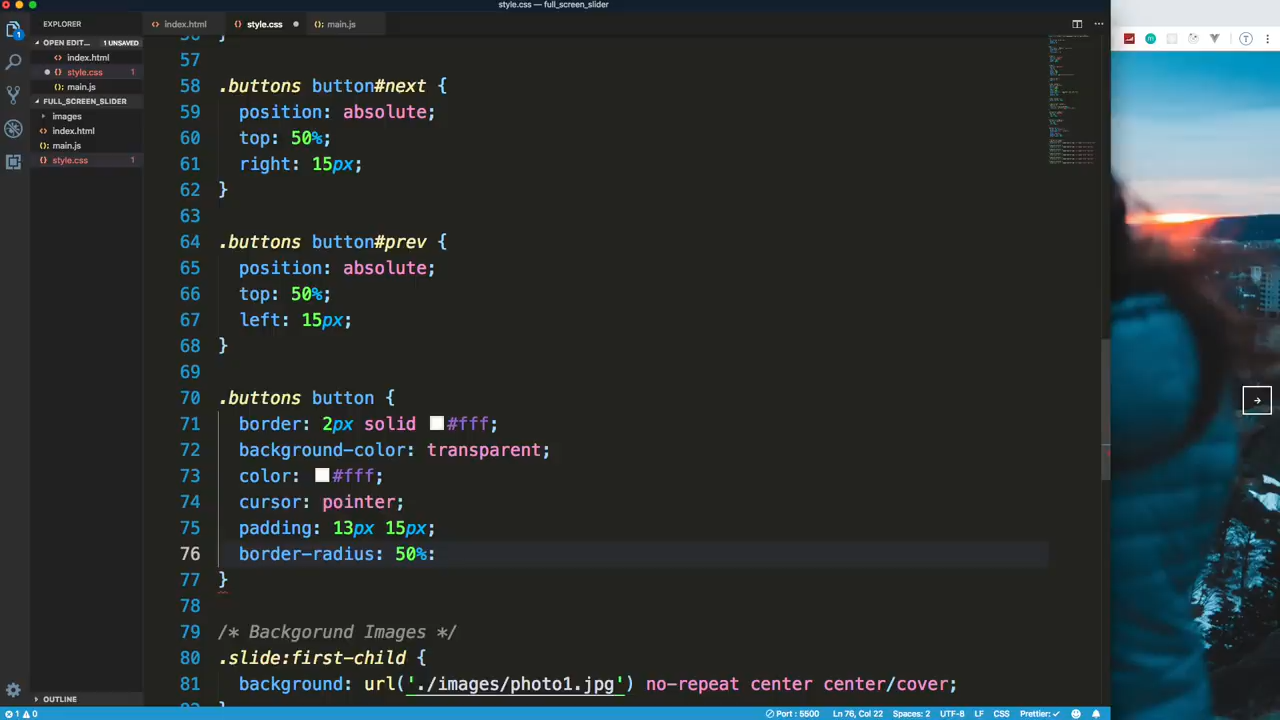 style.css — full_screen_slider
EXPLORER
index.html
style.css
main.js
OPEN EDIT... 1 UNSAVED
index.html
style.css 1
main.js
FULL_SCREEN_SLIDER
images
index.html
main.js
style.css 1
OUTLINE
56 }
57
58 .buttons button#next {
59 position: absolute;
60 top: 50%;
61 right: 15px;
62 }
63
64 .buttons button#prev {
65 position: absolute;
66 top: 50%;
67 left: 15px;
68 }
69
70 .buttons button {
71 border: 2px solid #fff;
72 background-color: transparent;
73 color: #fff;
74 cursor: pointer;
75 padding: 13px 15px;
76 border-radius: 50%:
77 }
78
79 /* Backgorund Images */
80 .slide:first-child {
81 background: url('./images/photo1.jpg') no-repeat center center/cover;
1 0
Port : 5500 Ln 76, Col 22 Spaces: 2 UTF-8 LF CSS Prettier: ✓